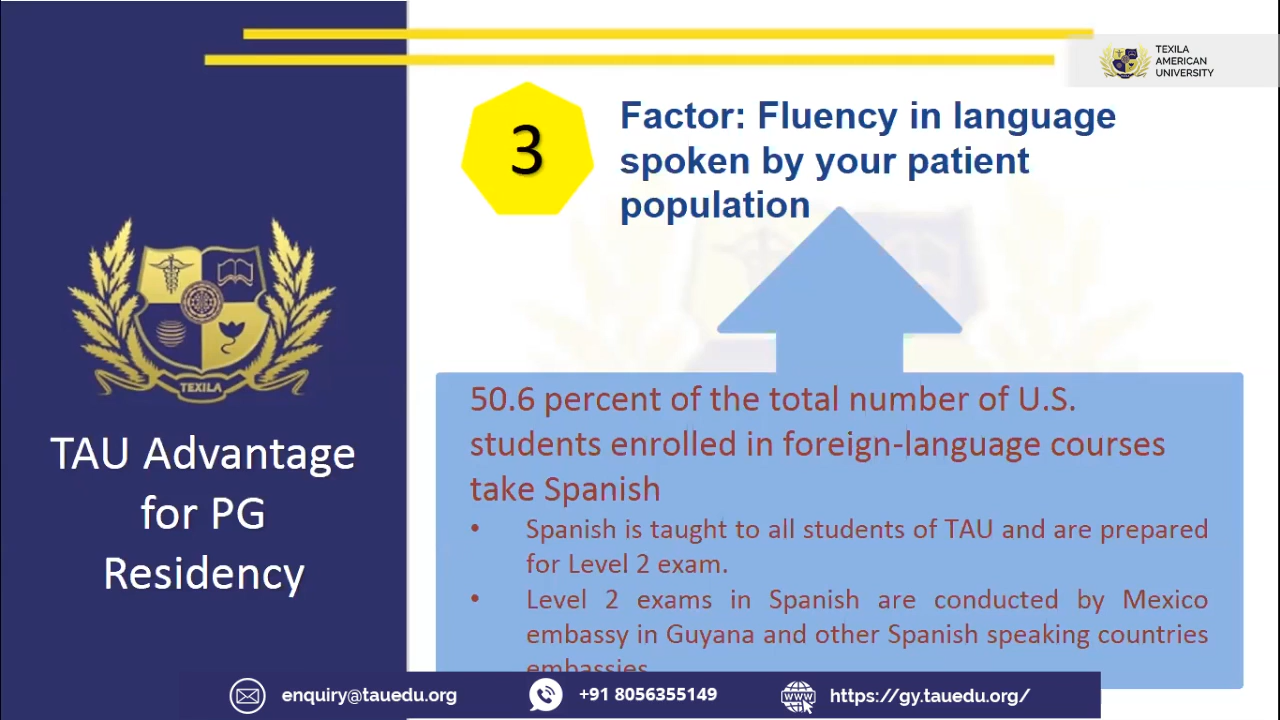 TEXILA
AMERICAN
UNIVERSITY
3
Factor: Fluency in language
spoken by your patient
population
TEXILA
TAU Advantage
for PG
Residency
50.6 percent of the total number of U.S.
students enrolled in foreign-language courses
take Spanish
• Spanish is taught to all students of TAU and are prepared
for Level 2 exam.
• Level 2 exams in Spanish are conducted by Mexico
embassy in Guyana and other Spanish speaking countries
embassies
enquiry@tauedu.org
+91 8056355149
https://gy.tauedu.org/